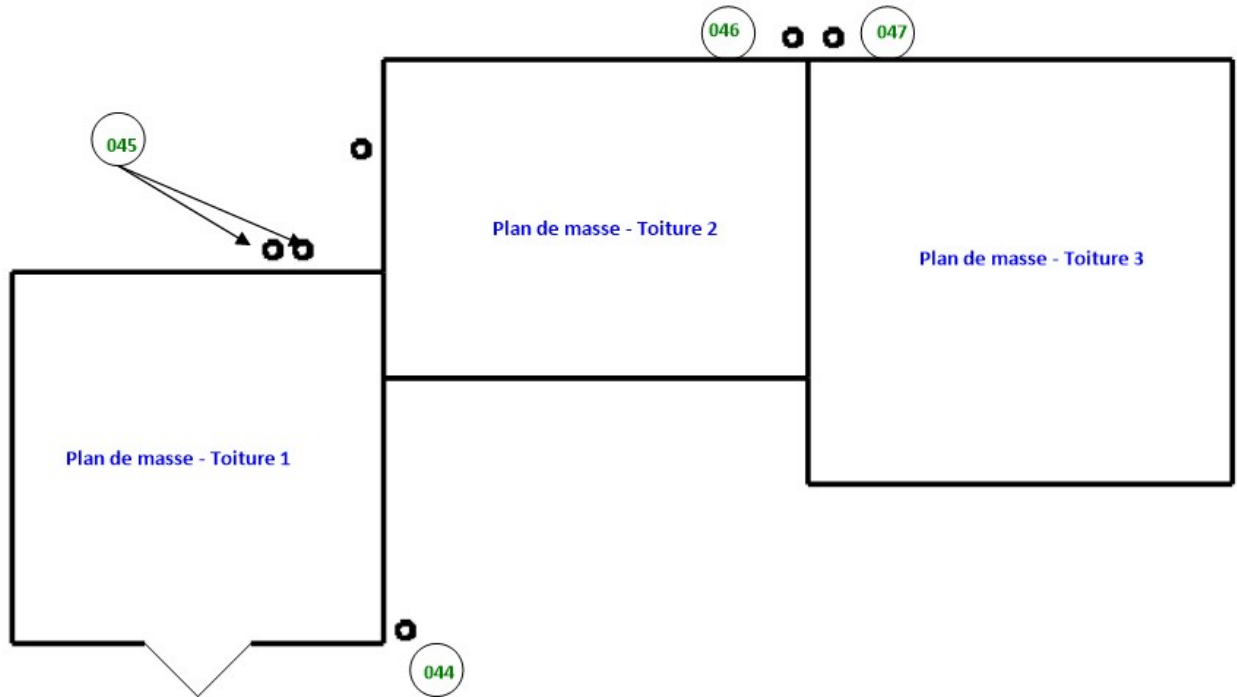 046
047
045
Plan de masse - Toiture 2
Plan de masse - Toiture 3
Plan de masse - Toiture 1
044